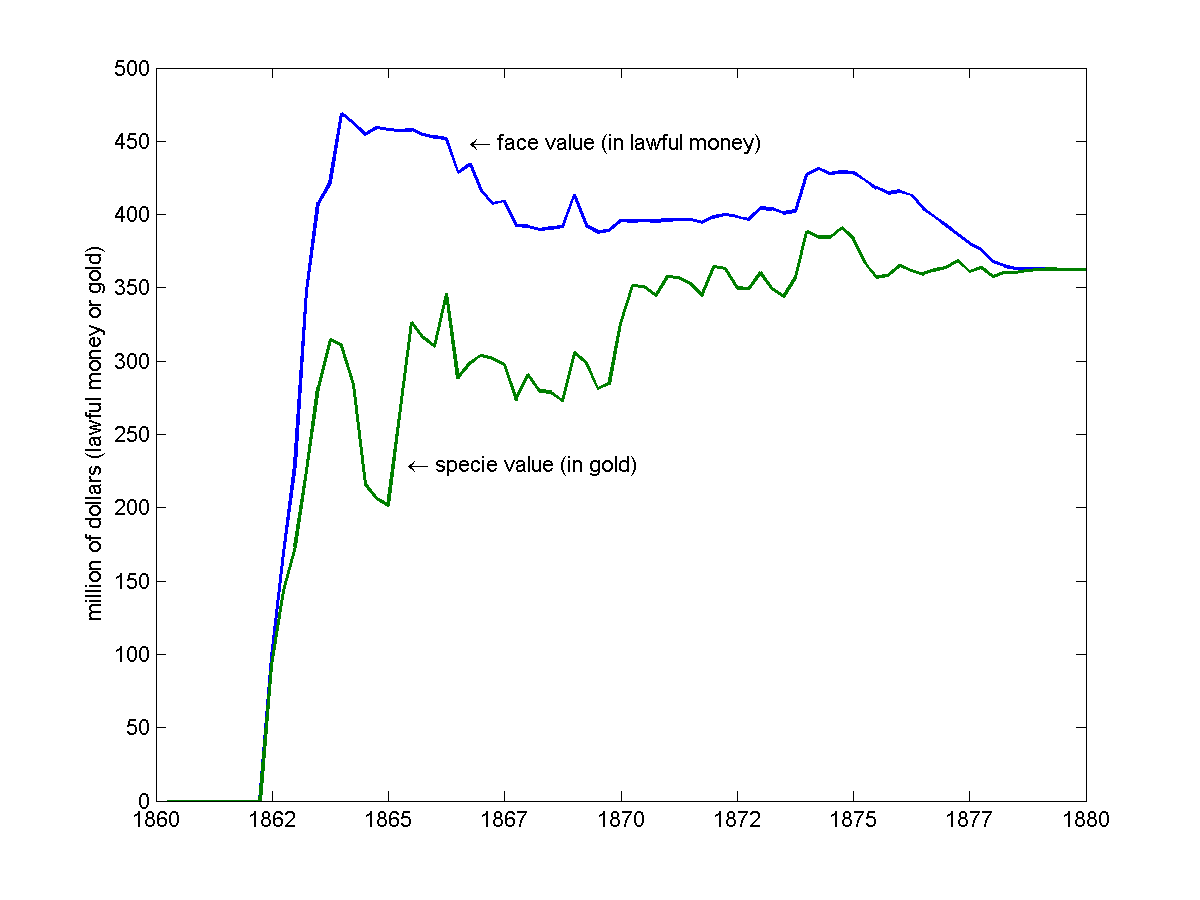 500
450
400
350
300
250
200
150
100
50
0
million of dollars (lawful money or gold)
← face value (in lawful money)
← specie value (in gold)
1860 1862 1865 1867 1870 1872 1875 1877 1880